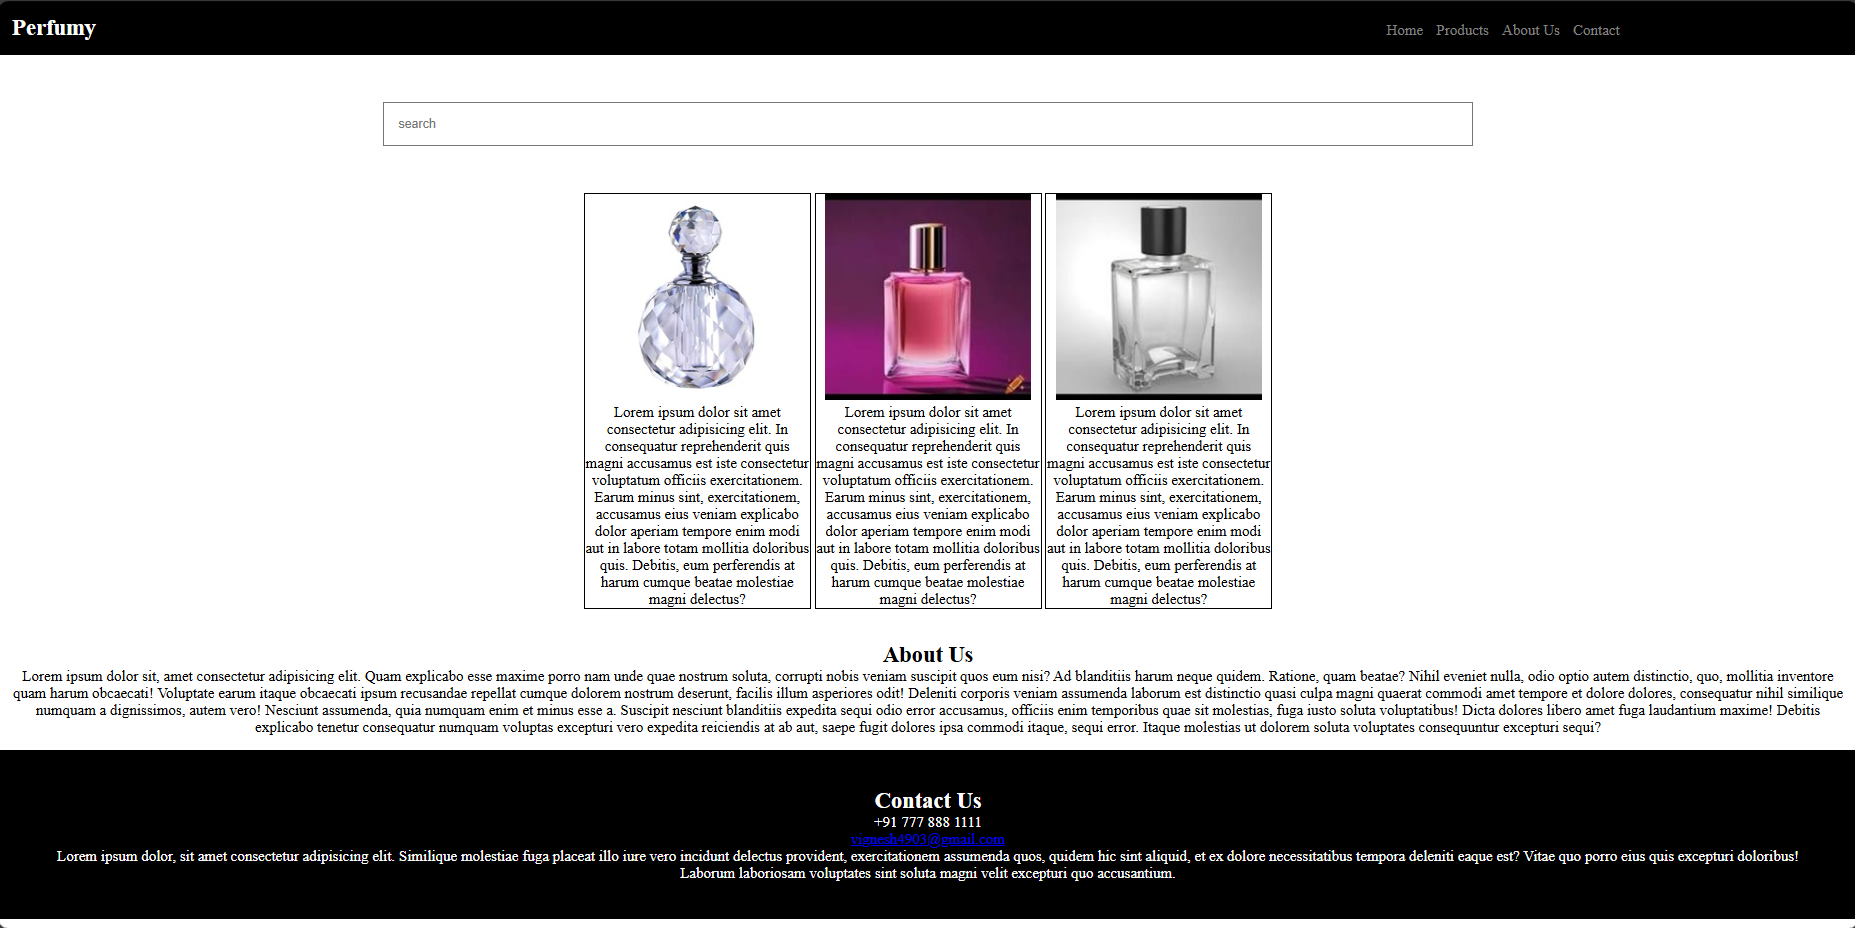 Perfumy
Home Products About Us Contact
search
Lorem ipsum dolor sit amet
consectetur adipisicing elit. In
consequatur reprehenderit quis
magni accusamus est iste consectetur
voluptatum officiis exercitationem.
Earum minus sint, exercitationem,
accusamus eius veniam explicabo
dolor aperiam tempore enim modi
aut in labore totam mollitia doloribus
quis. Debitis, eum perferendis at
harum cumque beatae molestiae
magni delectus?
Lorem ipsum dolor sit amet
consectetur adipisicing elit. In
consequatur reprehenderit quis
magni accusamus est iste consectetur
voluptatum officiis exercitationem.
Earum minus sint, exercitationem,
accusamus eius veniam explicabo
dolor aperiam tempore enim modi
aut in labore totam mollitia doloribus
quis. Debitis, eum perferendis at
harum cumque beatae molestiae
magni delectus?
Lorem ipsum dolor sit amet
consectetur adipisicing elit. In
consequatur reprehenderit quis
magni accusamus est iste consectetur
voluptatum officiis exercitationem.
Earum minus sint, exercitationem,
accusamus eius veniam explicabo
dolor aperiam tempore enim modi
aut in labore totam mollitia doloribus
quis. Debitis, eum perferendis at
harum cumque beatae molestiae
magni delectus?
About Us
Lorem ipsum dolor sit, amet consectetur adipisicing elit. Quam explicabo esse maxime porro nam unde quae nostrum soluta, corrupti nobis veniam suscipit quos eum nisi? Ad blanditiis harum neque quidem. Ratione, quam beatae? Nihil eveniet nulla, odio optio autem distinctio, quo, mollitia inventore
quam harum obcaecati! Voluptate earum itaque obcaecati ipsum recusandae repellat cumque dolorem nostrum deserunt, facilis illum asperiores odit! Deleniti corporis veniam assumenda laborum est distinctio quasi culpa magni quaerat commodi amet tempore et dolore dolores, consequatur nihil similique
numquam a dignissimos, autem vero! Nesciunt assumenda, quia numquam enim et minus esse a. Suscipit nesciunt blanditiis expedita sequi odio error accusamus, officiis enim temporibus quae sit molestias, fuga iusto soluta voluptatibus! Dicta dolores libero amet fuga laudantium maxime! Debitis
explicabo tenetur consequatur numquam voluptas excepturi vero expedita reiciendis at ab aut, saepe fugit dolores ipsa commodi itaque, sequi error. Itaque molestias ut dolorem soluta voluptates consequuntur excepturi sequi?
Contact Us
+91 777 888 1111
vignesh4903@gmail.com
Lorem ipsum dolor, sit amet consectetur adipisicing elit. Similique molestiae fuga placeat illo iure vero incidunt delectus provident, exercitationem assumenda quos, quidem hic sint aliquid, et ex dolore necessitatibus tempora deleniti eaque est? Vitae quo porro eius quis excepturi doloribus!
Laborum laboriosam voluptates sint soluta magni velit excepturi quo accusantium.